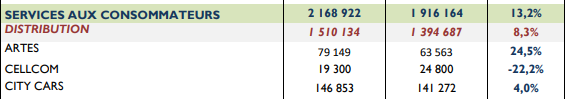 SERVICES AUX CONSOMMATEURS 2 168 922 1 916 164 13,2%
DISTRIBUTION 1 510 134 1 394 687 8,3%
ARTES 79 149 63 563 24,5%
CELLCOM 19 300 24 800 -22,2%
CITY CARS 146 853 141 272 4,0%